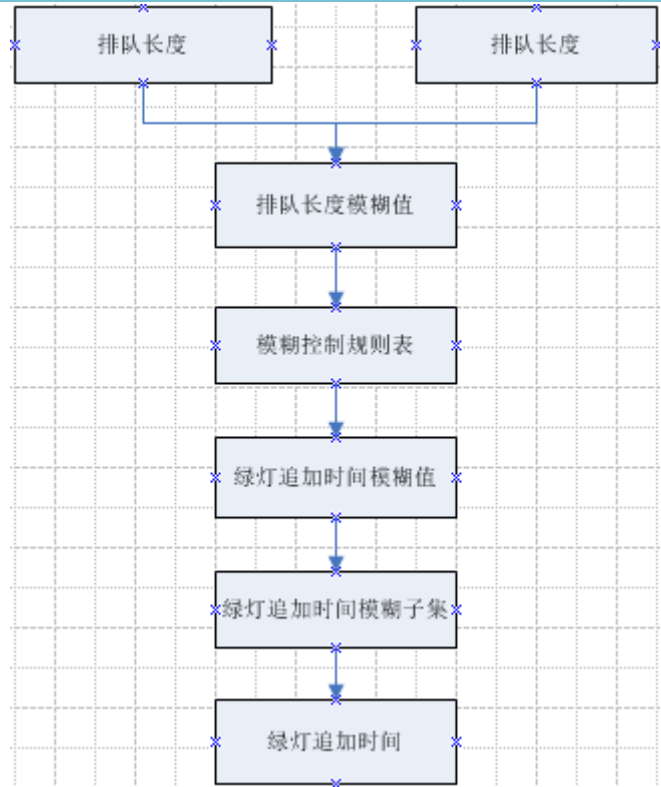 排队长度
排队长度
排队长度模糊值
模糊控制规则表
绿灯追加时间模糊值
绿灯追加时间模糊子集
绿灯追加时间